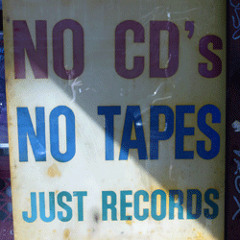 NO CD's
NO TAPES
JUST RECORDS